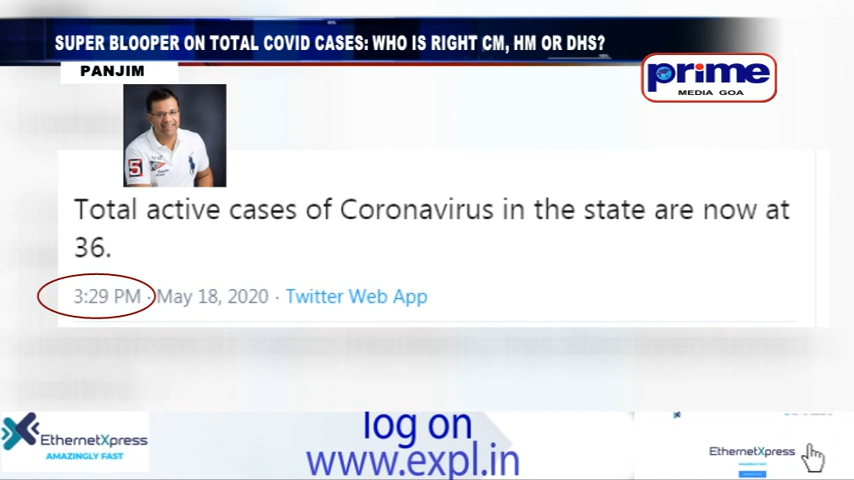 SUPER BLOOPER ON TOTAL COVID CASES: WHO IS RIGHT CM, HM OR DHS?
PANJIM
prime
MEDIA GOA
5
Total active cases of Coronavirus in the state are now at
36.
3:29 PM · May 18, 2020 · Twitter Web App
EthernetXpress
AMAZINGLY FAST
log on
www.expl.in
EthernetXpress